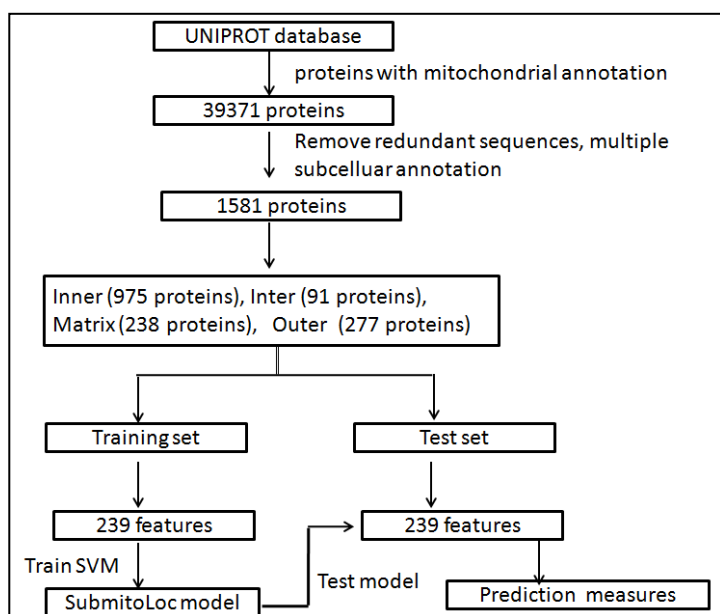 UNIPROT database
proteins with mitochondrial annotation
39371 proteins
Remove redundant sequences, multiple
subcelluar annotation
1581 proteins
Inner (975 proteins), Inter (91 proteins),
Matrix (238 proteins), Outer (277 proteins)
Training set
Test set
239 features
239 features
Train SVM
Test model
SubmitoLoc model
Prediction measures